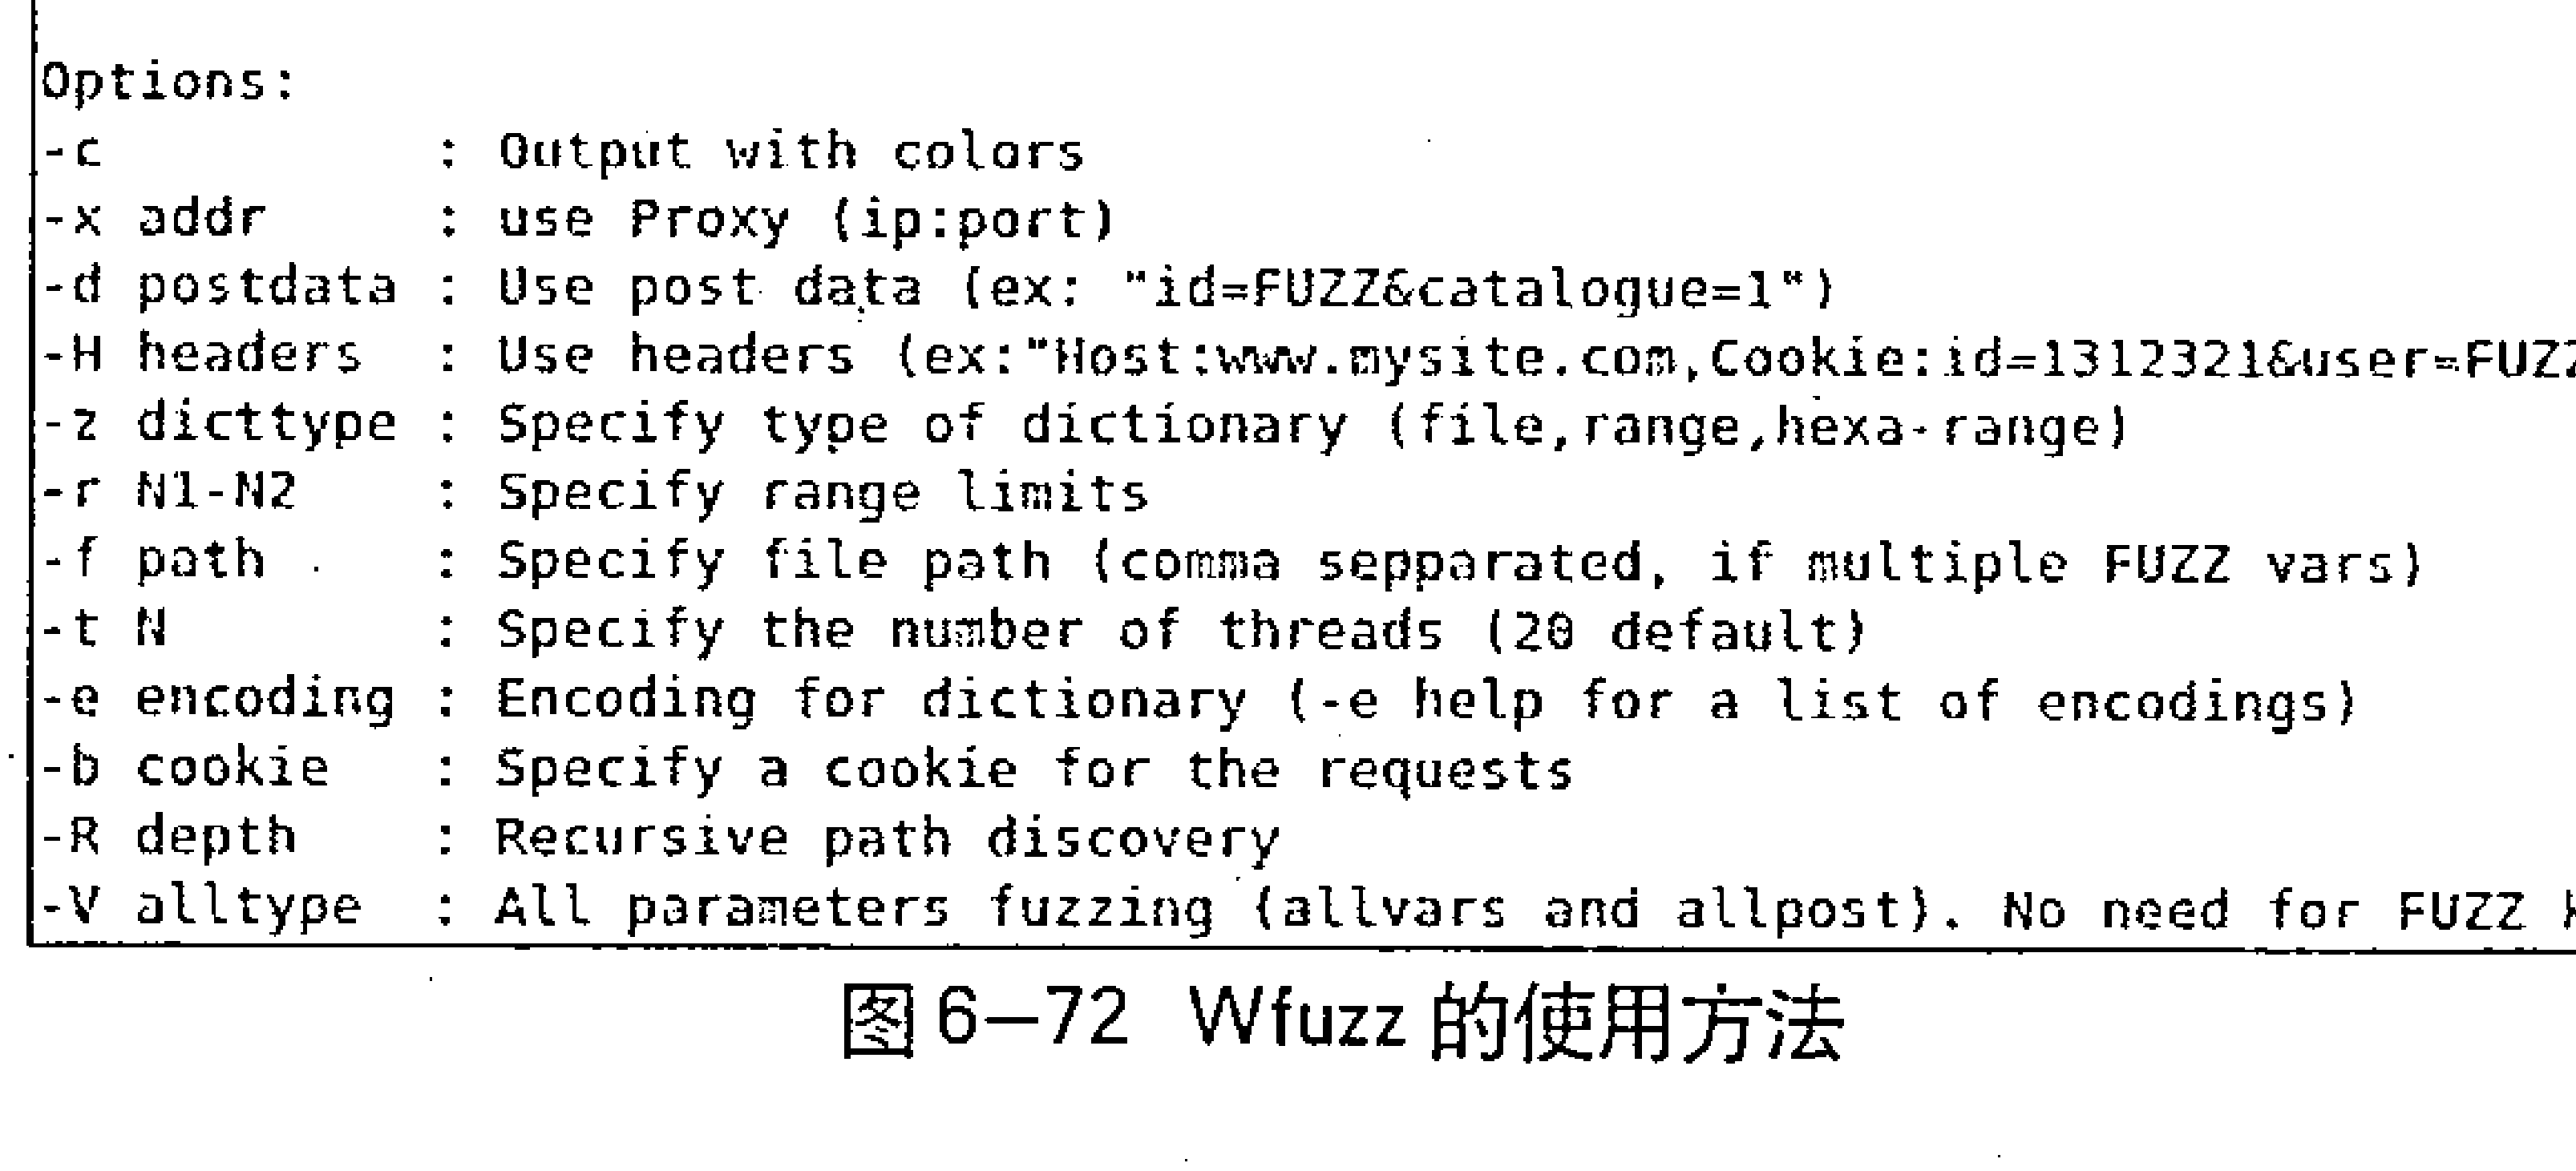 Options:
-c : Output with colors
-x addr : use Proxy (ip:port)
-d postdata : Use post data (ex: "id=FUZZ&catalogue=1")
-H headers : Use headers (ex:"Host:www.mysite.com,Cookie:id=1312321&user=FUZZ
-z dicttype : Specify type of dictionary (file,range,hexa-range)
-r N1-N2 : Specify range limits
-f path : Specify file path (comma sepparated, if multiple FUZZ vars)
-t N : Specify the number of threads (20 default)
-e encoding : Encoding for dictionary (-e help for a list of encodings)
-b cookie : Specify a cookie for the requests
-R depth : Recursive path discovery
-V alltype : All parameters fuzzing (allvars and allpost). No need for FUZZ
图 6-72 Wfuzz 的使用方法